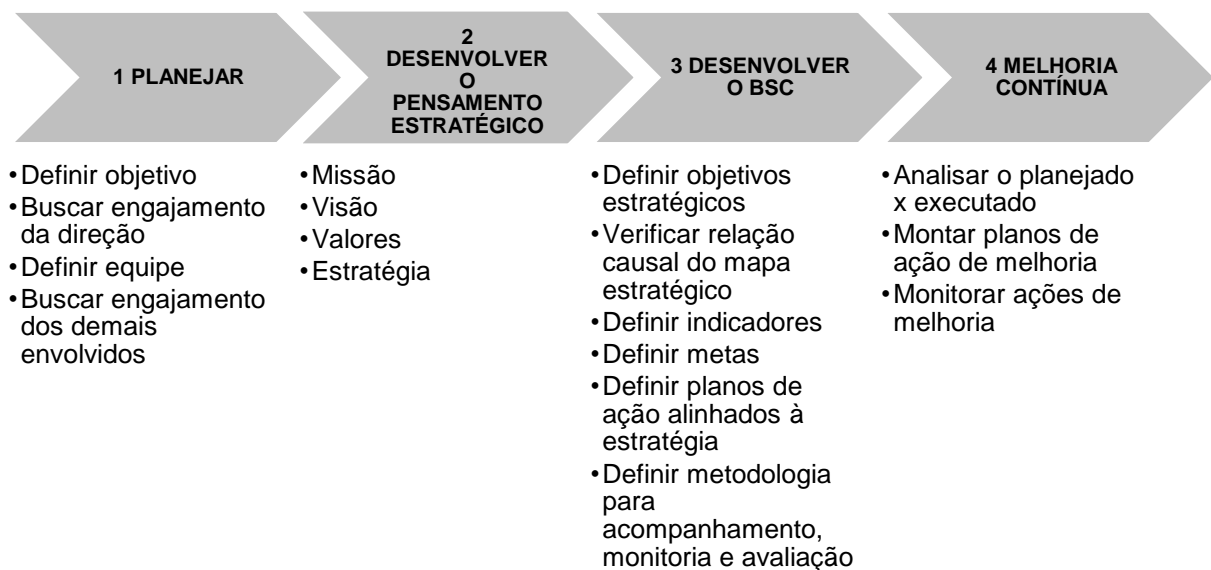 1 PLANEJAR
2
DESENVOLVER
O
PENSAMENTO
ESTRATÉGICO
3 DESENVOLVER
O BSC
4 MELHORIA
CONTÍNUA
•Definir objetivo
•Buscar engajamento
da direção
•Definir equipe
•Buscar engajamento
dos demais
envolvidos
•Missão
•Visão
•Valores
•Estratégia
•Definir objetivos
estratégicos
•Verificar relação
causal do mapa
estratégico
•Definir indicadores
•Definir metas
•Definir planos de
ação alinhados à
estratégia
•Definir metodologia
para
acompanhamento,
monitoria e avaliação
•Analisar o planejado
x executado
•Montar planos de
ação de melhoria
•Monitorar ações de
melhoria